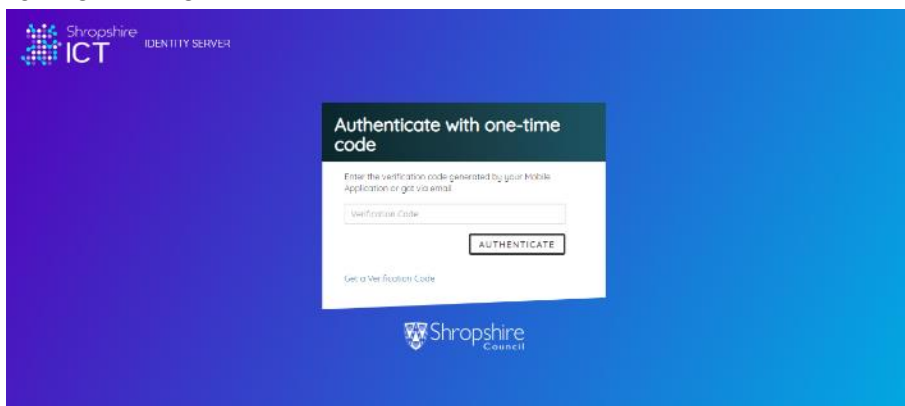 Shropshire
ICT
IDENTITY SERVER
Authenticate with one-time
code
Enter the verification code generated by your Mobile
Application or got via email
Verification Code
AUTHENTICATE
Get a Verification Code
Shropshire
Council